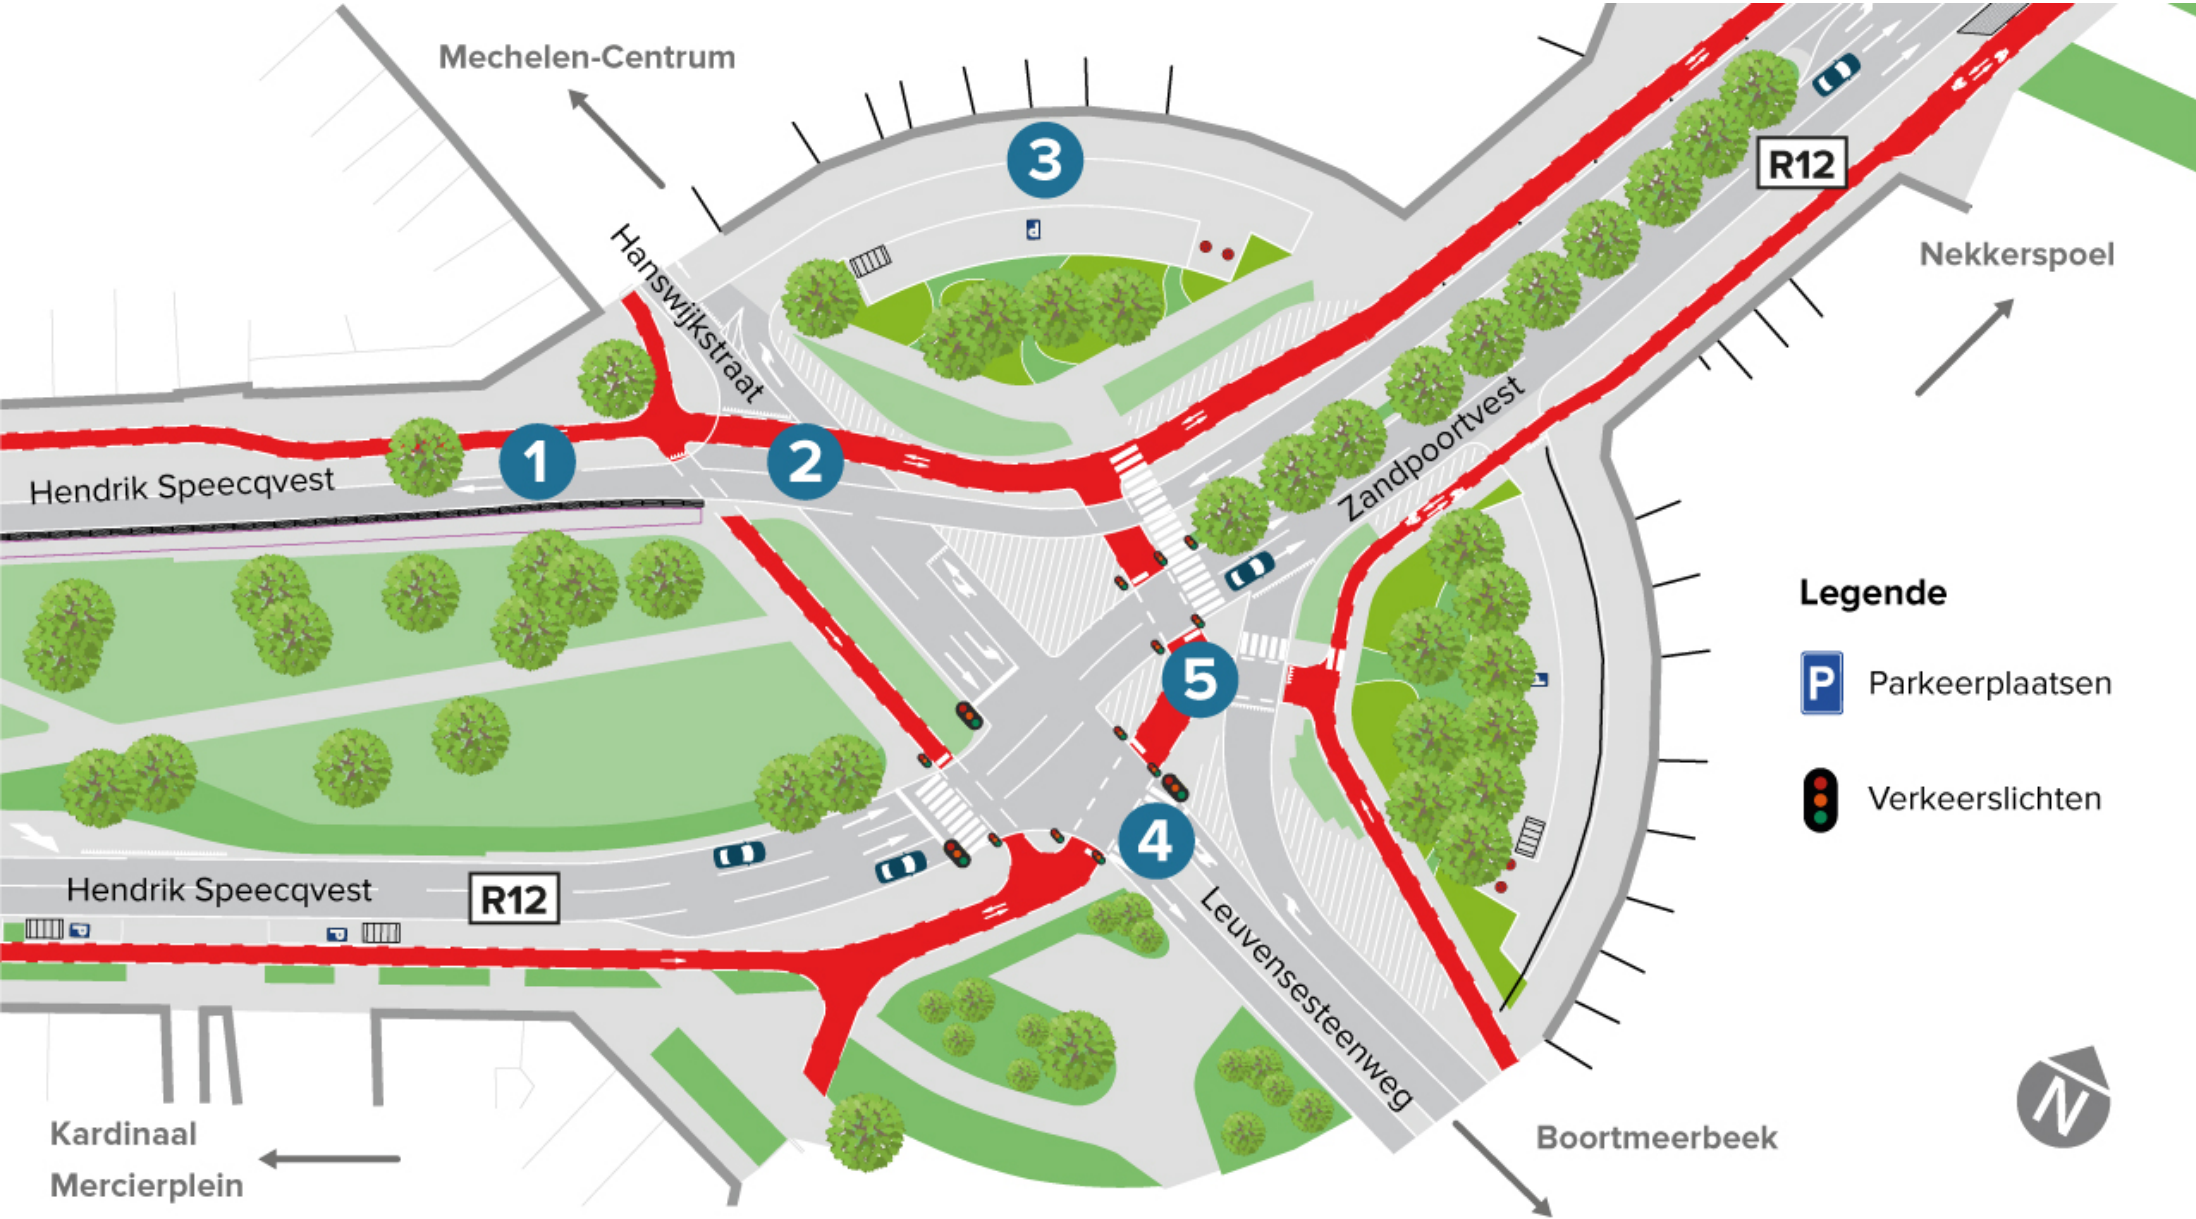 Mechelen-Centrum
3
R12
Hanswijkstraat
Nekkerspoel
1
2
Hendrik Speecqvest
Zandpoortvest
Legende
5
P
Parkeerplaatsen
Verkeerslichten
4
Hendrik Speecqvest
R12
Leuvensesteenweg
Kardinaal
Mercierplein
Boortmeerbeek
N